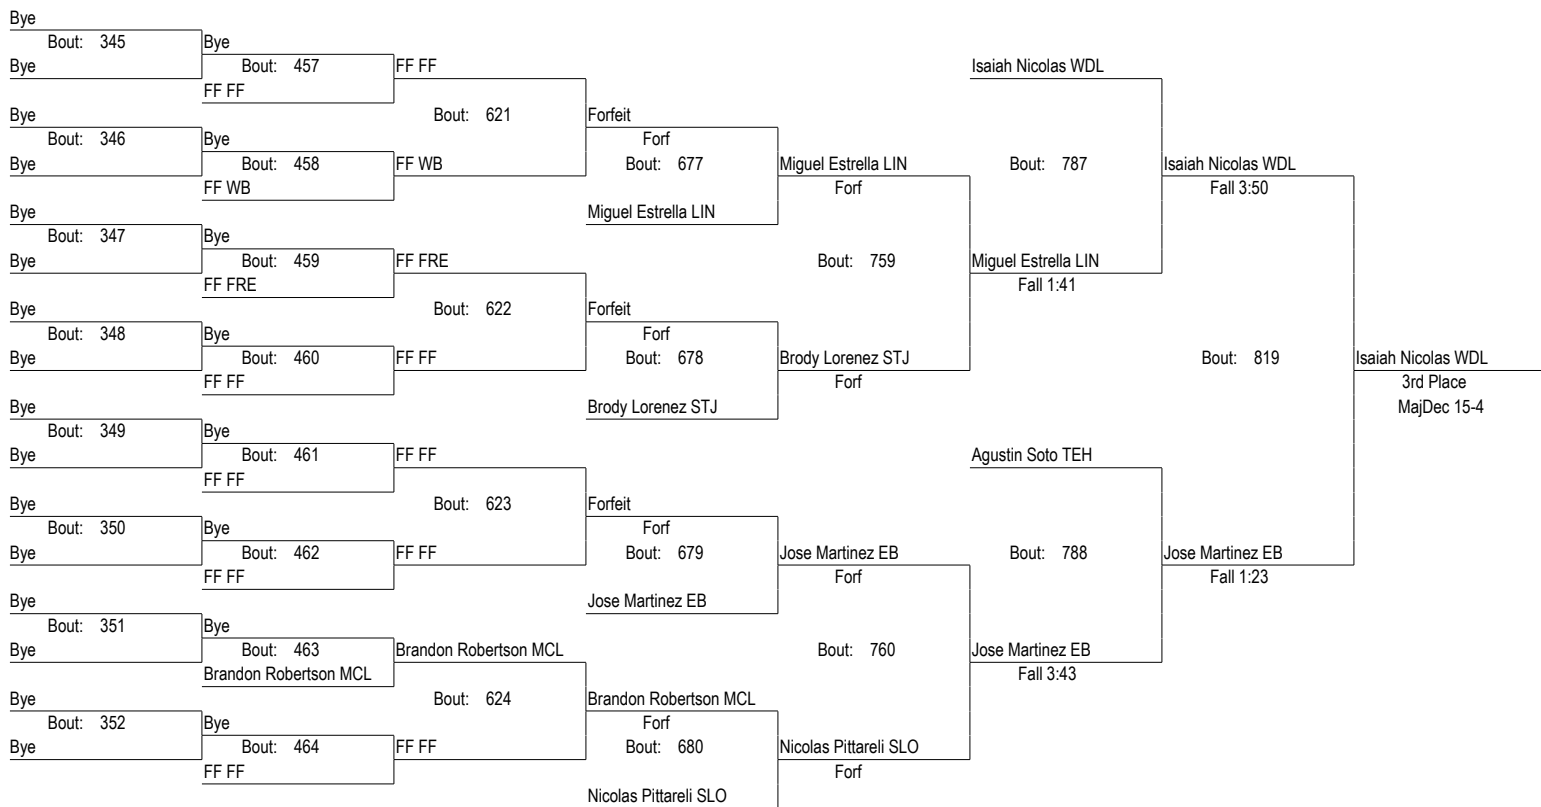 Bye
Bout: 345 Bye
Bye Bout: 457 FF FF Isaiah Nicolas WDL
FF FF
Bye Bout: 621 Forfeit
Bout: 346 Bye Forf
Bye Bout: 458 FF WB Bout: 677 Miguel Estrella LIN Bout: 787 Isaiah Nicolas WDL
FF WB Forf Fall 3:50
Bye Miguel Estrella LIN
Bout: 347 Bye
Bye Bout: 459 FF FRE Bout: 759 Miguel Estrella LIN
FF FRE Fall 1:41
Bye Bout: 622 Forfeit
Bout: 348 Bye Forf
Bye Bout: 460 FF FF Bout: 678 Brody Lorenez STJ Bout: 819 Isaiah Nicolas WDL
FF FF Forf 3rd Place
Bye Brody Lorenez STJ MajDec 15-4
Bout: 349 Bye
Bye Bout: 461 FF FF Agustin Soto TEH
FF FF
Bye Bout: 623 Forfeit
Bout: 350 Bye Forf
Bye Bout: 462 FF FF Bout: 679 Jose Martinez EB Bout: 788 Jose Martinez EB
FF FF Forf Fall 1:23
Bye Jose Martinez EB
Bout: 351 Bye
Bye Bout: 463 Brandon Robertson MCL Bout: 760 Jose Martinez EB
Brandon Robertson MCL Fall 3:43
Bye Bout: 624 Brandon Robertson MCL
Bout: 352 Bye Forf
Bye Bout: 464 FF FF Bout: 680 Nicolas Pittareli SLO
FF FF Forf
Nicolas Pittareli SLO